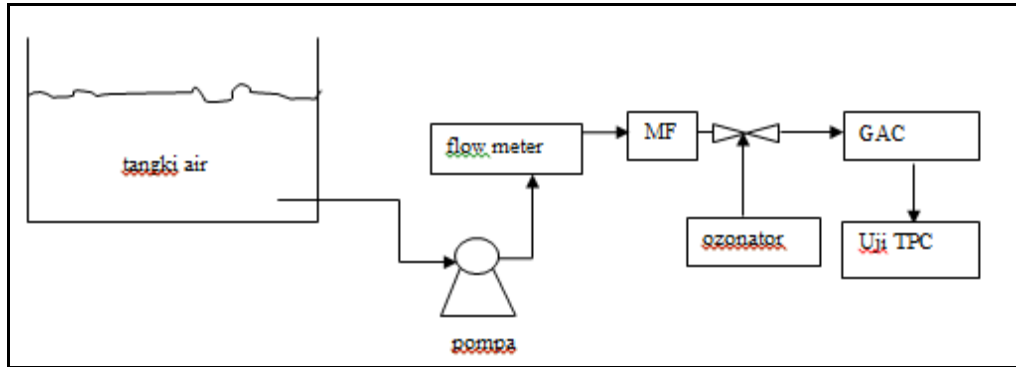 tangki air
pompa
flow meter
MF
ozonator
GAC
Uji TPC